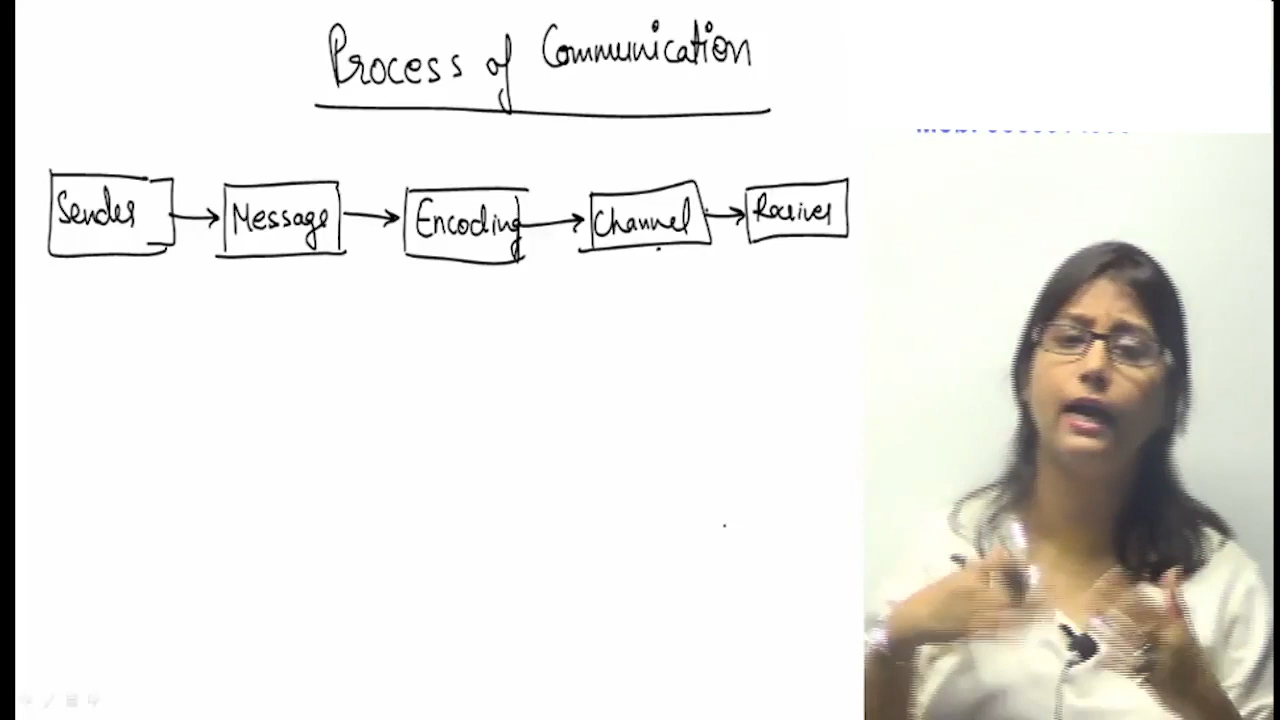 Process of Communication
Sender
Message
Encoding
Channel
Receiver